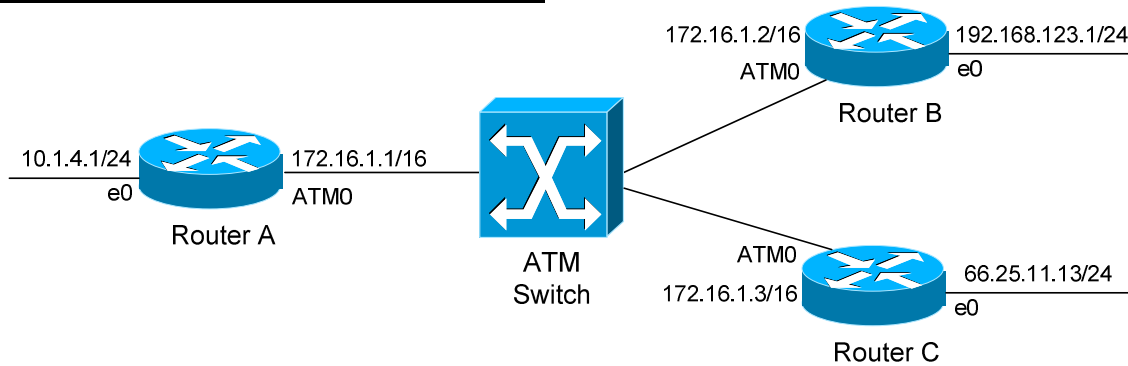 172.16.1.2/16
192.168.123.1/24
ATM0
e0
Router B
10.1.4.1/24
172.16.1.1/16
e0
ATM0
Router A
ATM
Switch
ATM0
66.25.11.13/24
172.16.1.3/16
e0
Router C